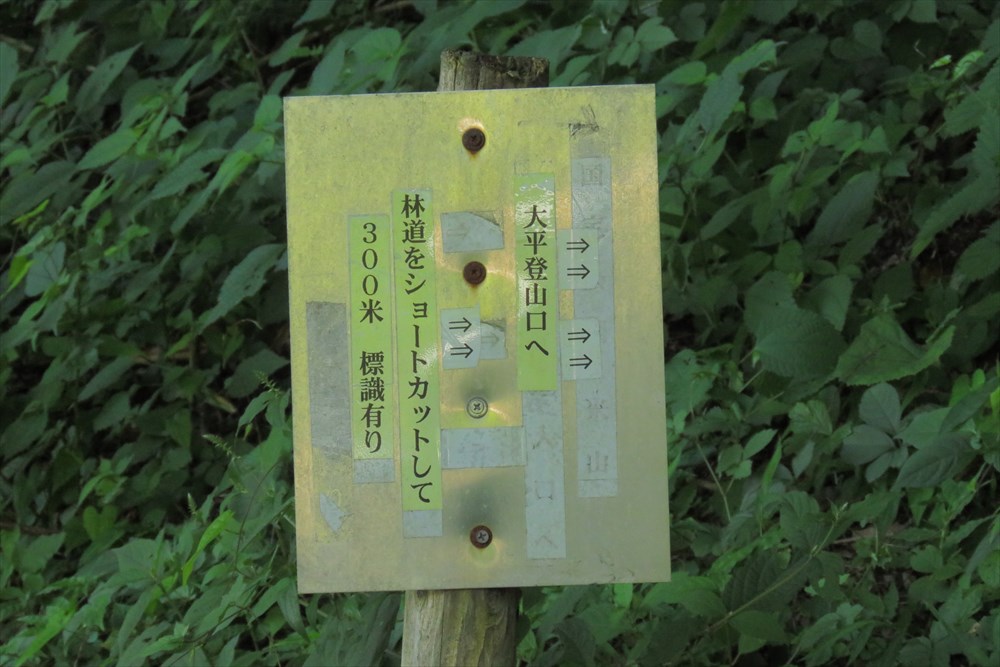 ⇒⇒ ⇒⇒
大平登山口へ
⇒⇒
林道をショートカットして
３００米　標識有り